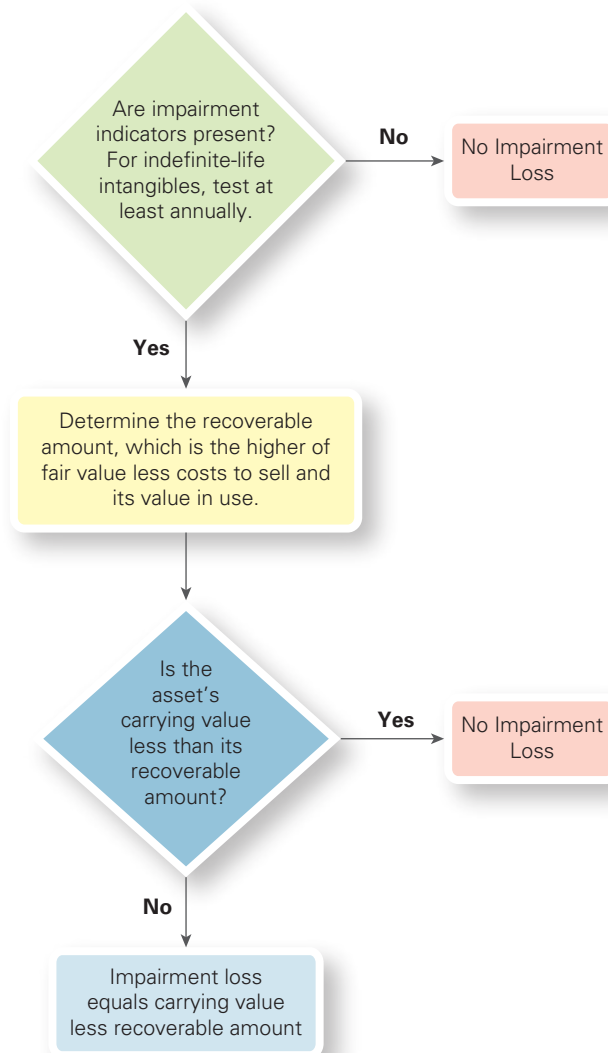 Are impairment
indicators present?
For indefinite-life
intangibles, test at
least annually.
No
No Impairment
Loss
Yes
Determine the recoverable
amount, which is the higher of
fair value less costs to sell and
its value in use.
Is the
asset's
carrying value
less than its
recoverable
amount?
Yes
No Impairment
Loss
No
Impairment loss
equals carrying value
less recoverable amount